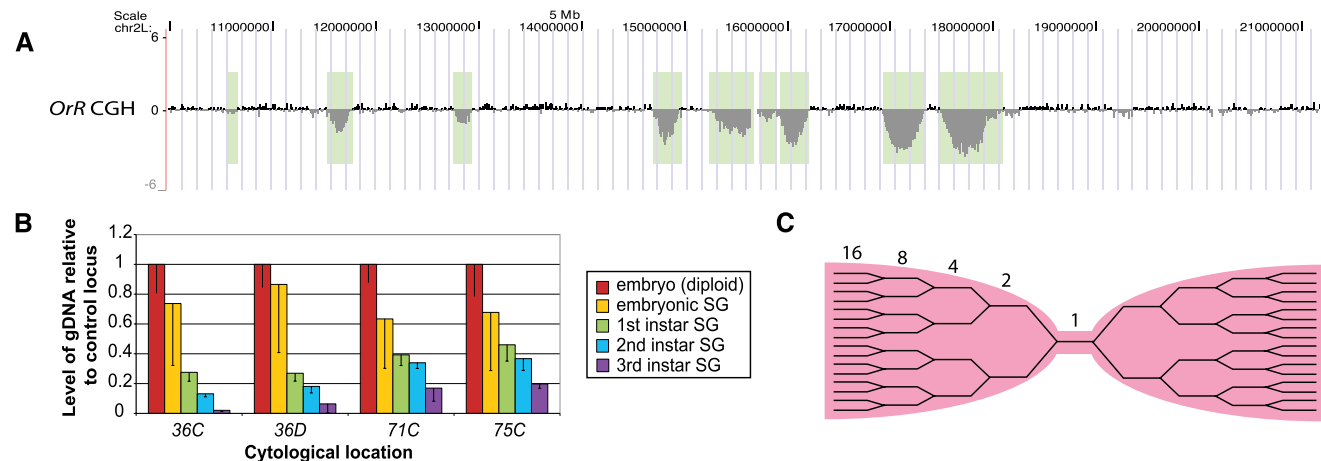 Scale
5 Mb
chr2L:
11000000
12000000
13000000
14000000
15000000
16000000
17000000
18000000
19000000
20000000
21000000
A
6
0
-6
OrR CGH
B
Level of gDNA relative
to control locus
1.2
1
0.8
0.6
0.4
0.2
0
36C
36D
71C
75C
Cytological location
embryo (diploid)
embryonic SG
1st instar SG
2nd instar SG
3rd instar SG
C
16
8
4
2
1